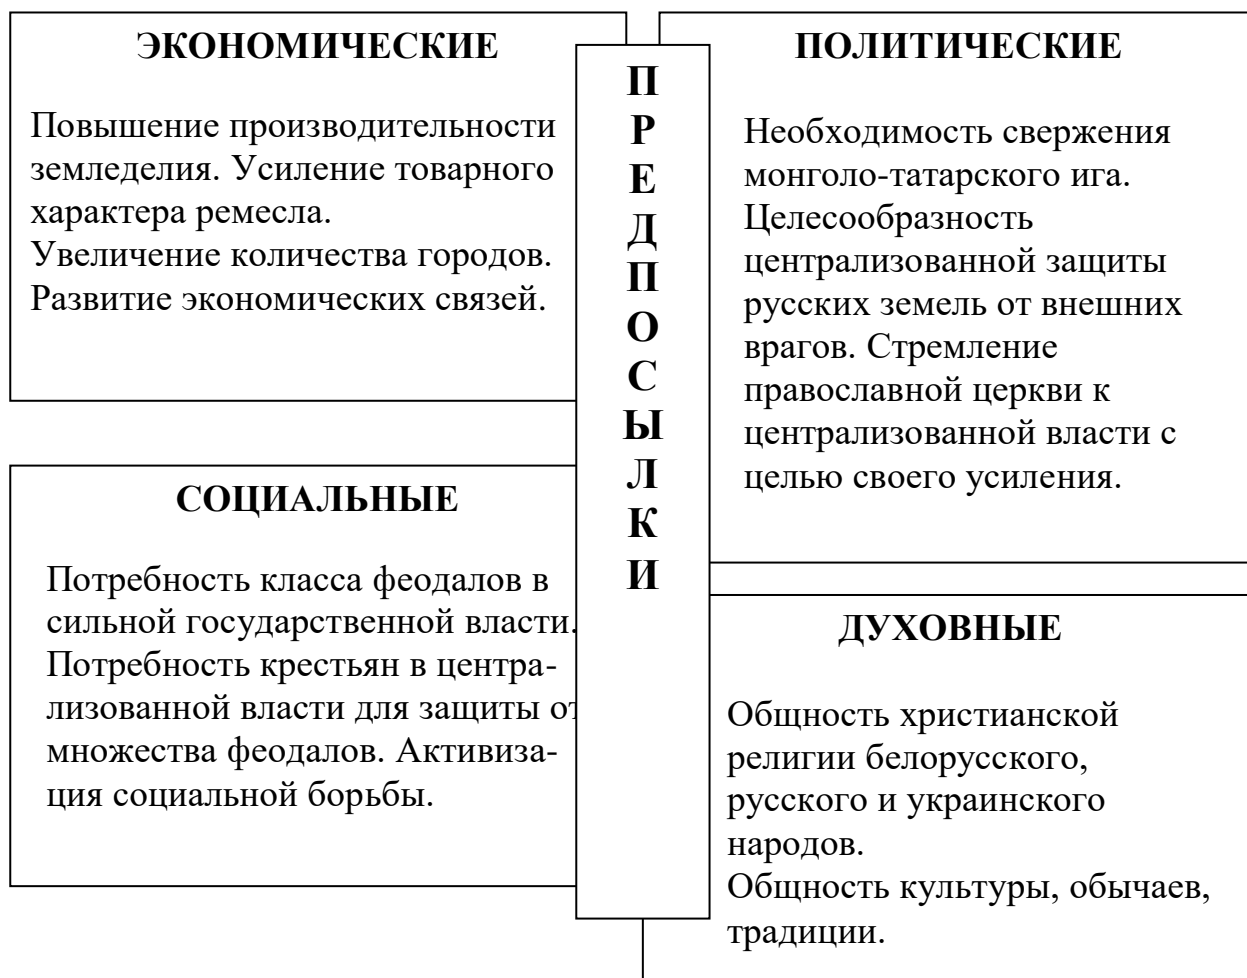 ЭКОНОМИЧЕСКИЕ
Повышение производительности
земледелия. Усиление товарного
характера ремесла.
Увеличение количества городов.
Развитие экономических связей.
СОЦИАЛЬНЫЕ
Потребность класса феодалов в
сильной государственной власти.
Потребность крестьян в центра-
лизованной власти для защиты от
множества феодалов. Активиза-
ция социальной борьбы.
П
Р
Е
Д
П
О
С
Ы
Л
К
И
ПОЛИТИЧЕСКИЕ
Необходимость свержения
монголо-татарского ига.
Целесообразность
централизованной защиты
русских земель от внешних
врагов. Стремление
православной церкви к
централизованной власти с
целью своего усиления.
ДУХОВНЫЕ
Общность христианской
религии белорусского,
русского и украинского
народов.
Общность культуры, обычаев,
традиции.